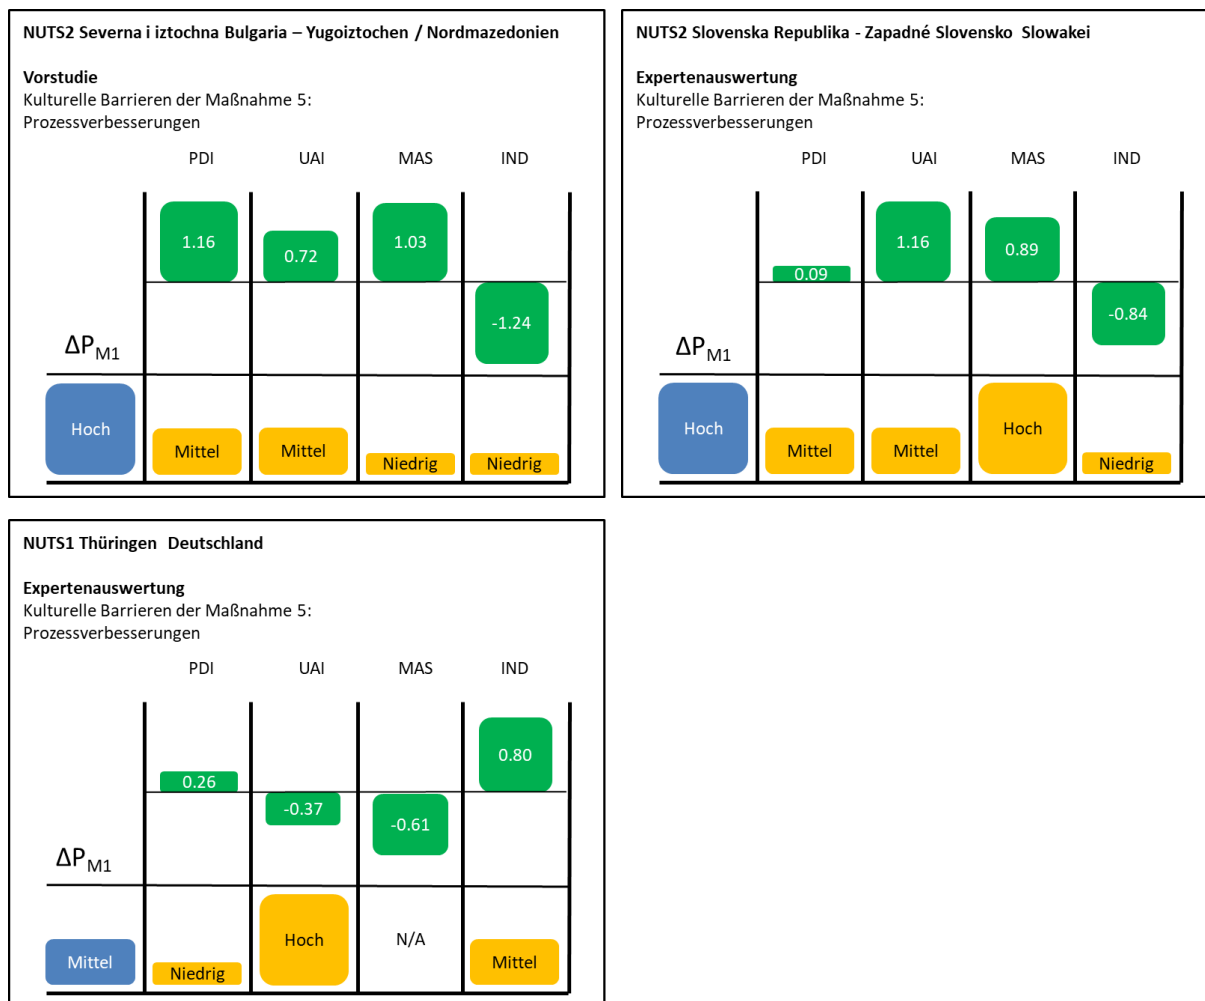 NUTS2 Severna i iztochna Bulgaria – Yugoiztochen / Nordmazedonien
Vorstudie
Kulturelle Barrieren der Maßnahme 5:
Prozessverbesserungen
PDI UAI MAS IND
1.16 0.72 1.03 -1.24
ΔPM1
Hoch Mittel Mittel Niedrig Niedrig
NUTS2 Slovenska Republika - Zapadné Slovensko Slowakei
Expertenauswertung
Kulturelle Barrieren der Maßnahme 5:
Prozessverbesserungen
PDI UAI MAS IND
0.09 1.16 0.89 -0.84
ΔPM1
Hoch Mittel Mittel Hoch Niedrig
NUTS1 Thüringen Deutschland
Expertenauswertung
Kulturelle Barrieren der Maßnahme 5:
Prozessverbesserungen
PDI UAI MAS IND
0.26 -0.37 -0.61 0.80
ΔPM1
Mittel Niedrig Hoch N/A Mittel